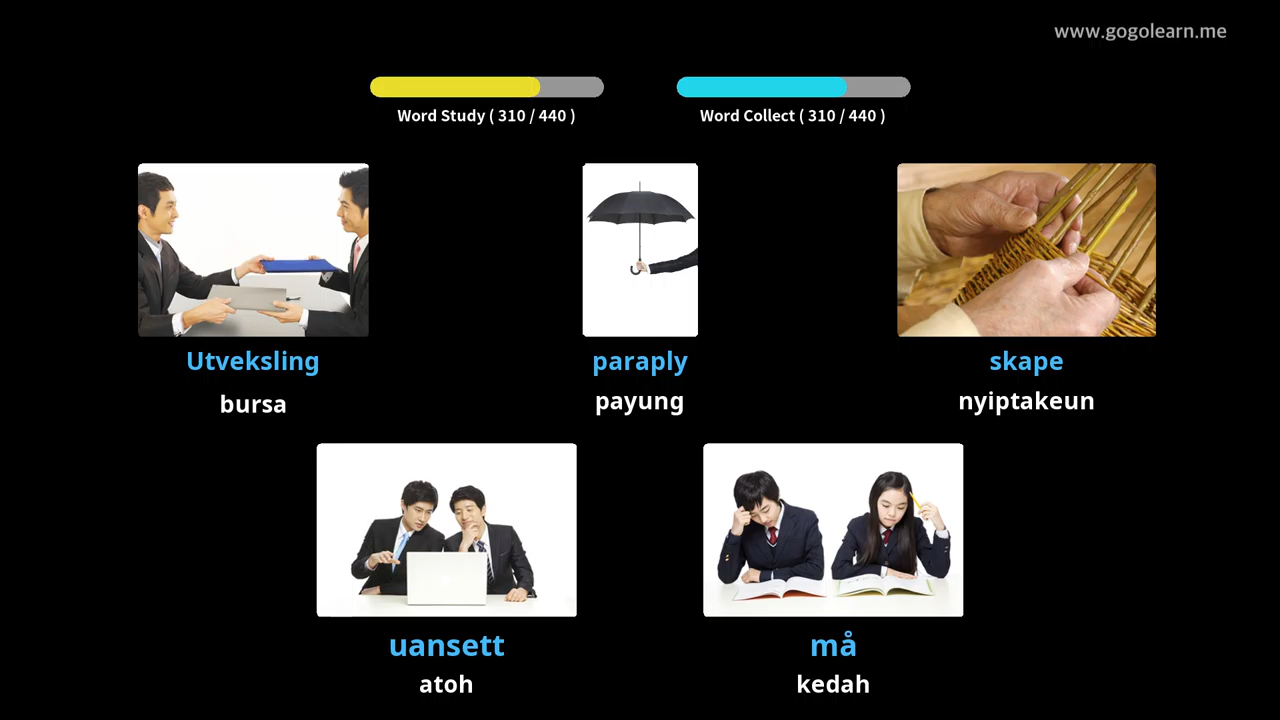 www.gogolearn.me
Word Study ( 310 / 440 )
Word Collect ( 310 / 440 )
Utveksling
paraply
skape
bursa
payung
nyiptakeun
uansett
må
atoh
kedah